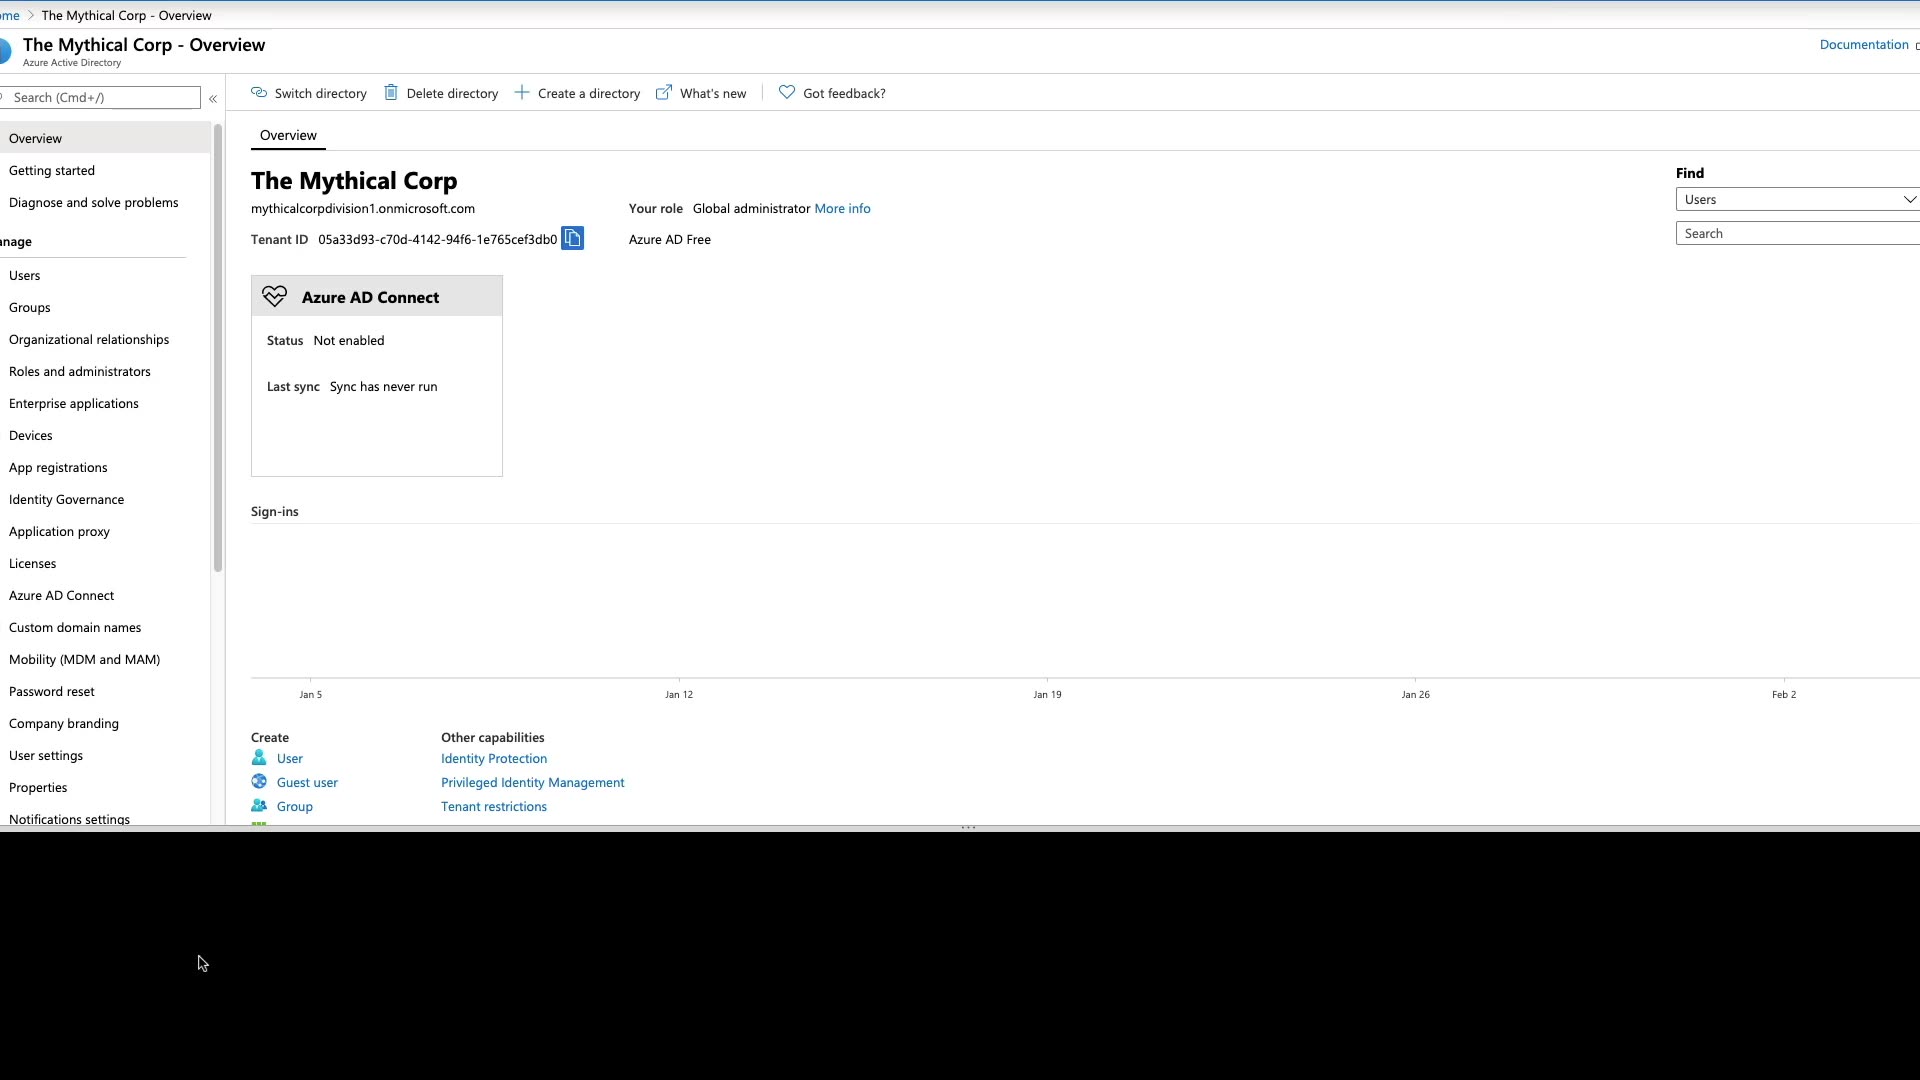 ome > The Mythical Corp - Overview
The Mythical Corp - Overview
Azure Active Directory
Documentation
Search (Cmd+/)
«
Switch directory
Delete directory
Create a directory
What's new
Got feedback?
Overview
Getting started
Diagnose and solve problems
anage
Users
Groups
Organizational relationships
Roles and administrators
Enterprise applications
Devices
App registrations
Identity Governance
Application proxy
Licenses
Azure AD Connect
Custom domain names
Mobility (MDM and MAM)
Password reset
Company branding
User settings
Properties
Notifications settings
Overview
The Mythical Corp
mythicalcorpdivision1.onmicrosoft.com
Your role Global administrator More info
Tenant ID 05a33d93-c70d-4142-94f6-1e765cef3db0
Azure AD Free
Find
Users
Search
Azure AD Connect
Status Not enabled
Last sync Sync has never run
Sign-ins
Jan 5 Jan 12 Jan 19 Jan 26 Feb 2
Create
User
Guest user
Group
Other capabilities
Identity Protection
Privileged Identity Management
Tenant restrictions